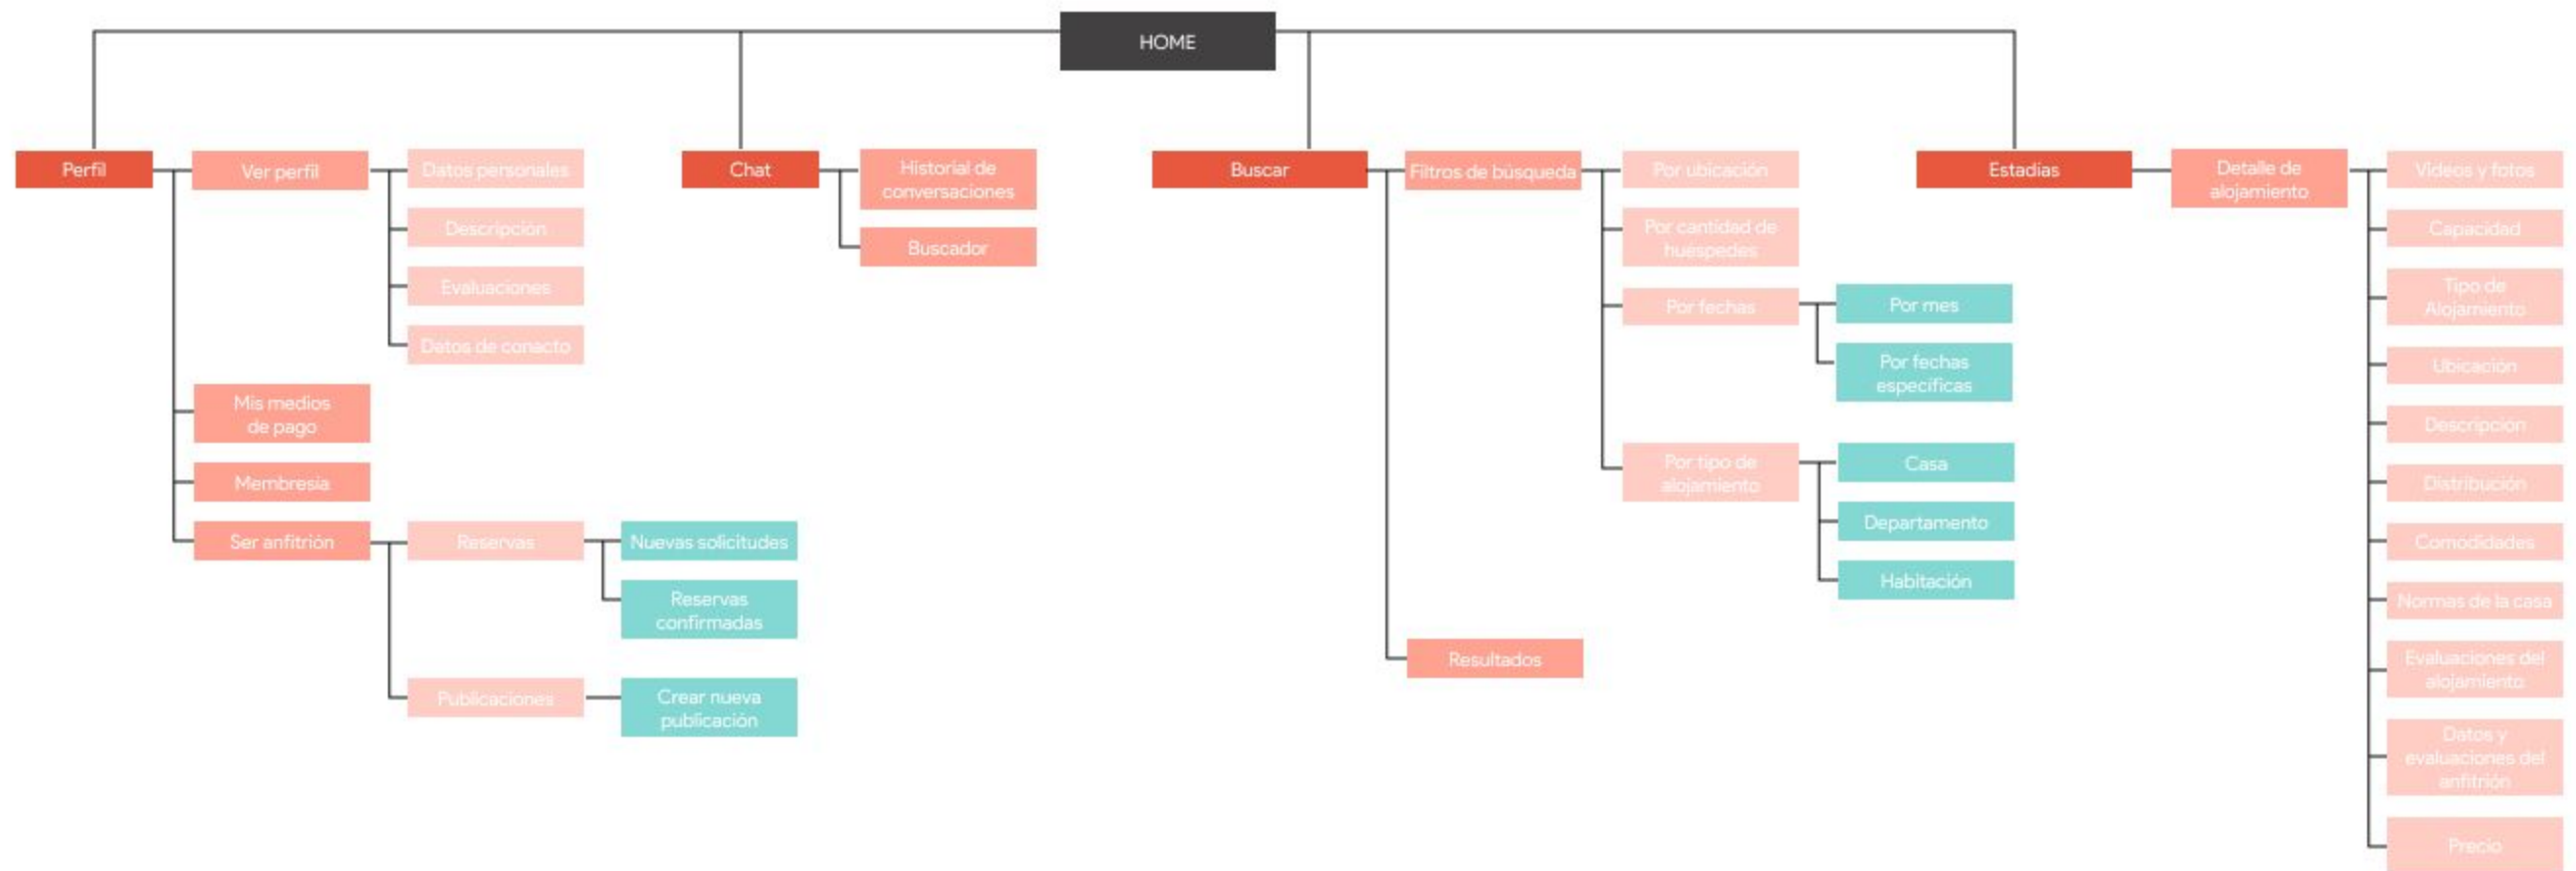 HOME
Perfil
Ver perfil
Datos personales
Descripción
Evaluaciones
Datos de conacto
Mis medios
de pago
Membresía
Ser anfitrión
Reservas
Nuevas solicitudes
Reservas
confirmadas
Publicaciones
Crear nueva
publicación
Chat
Historial de
conversaciones
Buscador
Buscar
Filtros de búsqueda
Por ubicación
Por cantidad de
huéspedes
Por fechas
Por mes
Por fechas
específicas
Por tipo de
alojamiento
Casa
Departamento
Habitación
Resultados
Estadías
Detalle de
alojamiento
Videos y fotos
Capacidad
Tipo de
Alojamiento
Ubicación
Descripción
Distribución
Comodidades
Normas de la casa
Evaluaciones del
alojamiento
Datos y
evaluaciones del
anfitrión
Precio